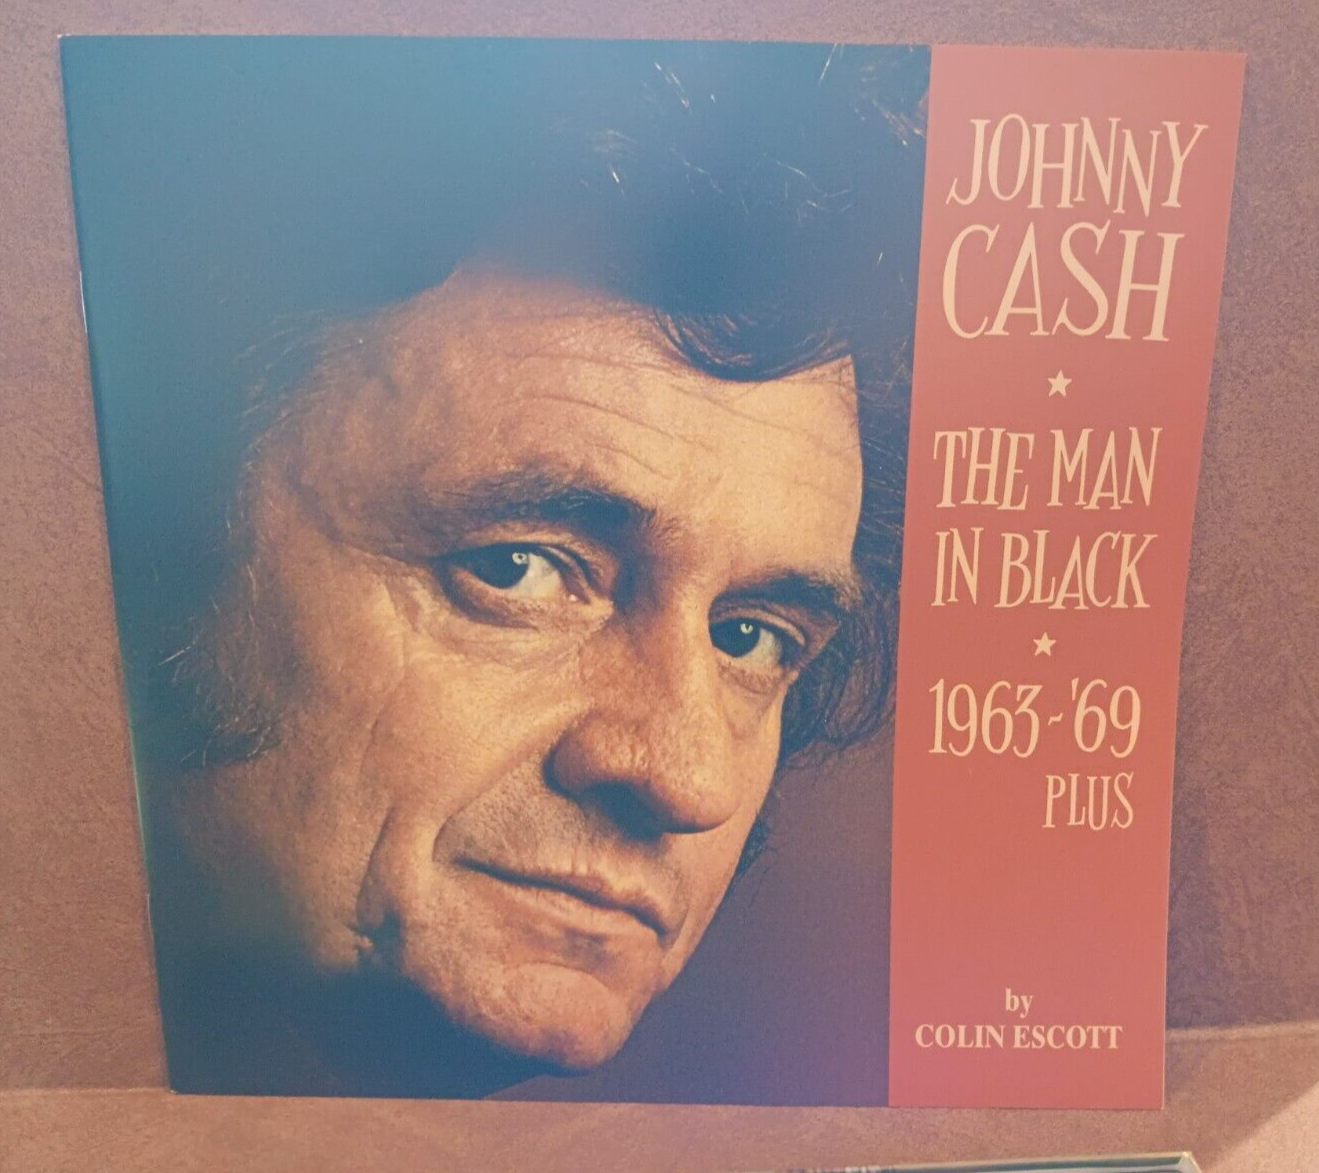 JOHNNY
CASH
THE MAN
IN BLACK
1963-'69
PLUS
by
COLIN ESCOTT